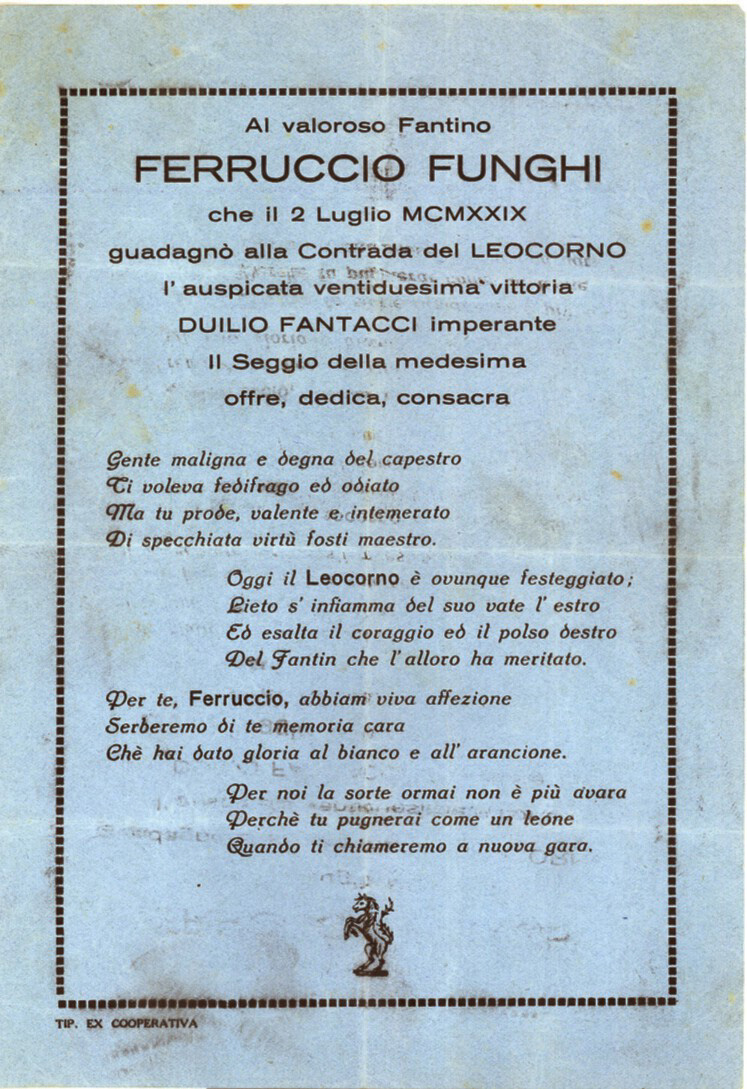 Al valoroso Fantino
FERRUCCIO FUNGHI
che il 2 Luglio MCMXXIX
guadagnò alla Contrada del LEOCORNO
l' auspicata ventiduesima vittoria
DUILIO FANTACCI imperante
Il Seggio della medesima
offre, dedica, consacra
Gente maligna e degna del capestro
Ti voleva fedifrago ed odiato
Ma tu probe, valente e intemerato
Di specchiata virtù fosti maestro.
Oggi il Leocorno è ovunque festeggiato;
Lieto s' infiamma del suo vate l' estro
Ed esalta il coraggio ed il polso destro
Del Fantin che l'alloro ha meritato.
Per te, Ferruccio, abbiam viva affezione
Serberemo di te memoria cara
Chè hai dato gloria al bianco e all' arancione.
Per noi la sorte ormai non è più avara
Perchè tu pugnerai come un leone
Quando ti chiameremo a nuova gara.
TIP. EX COOPERATIVA